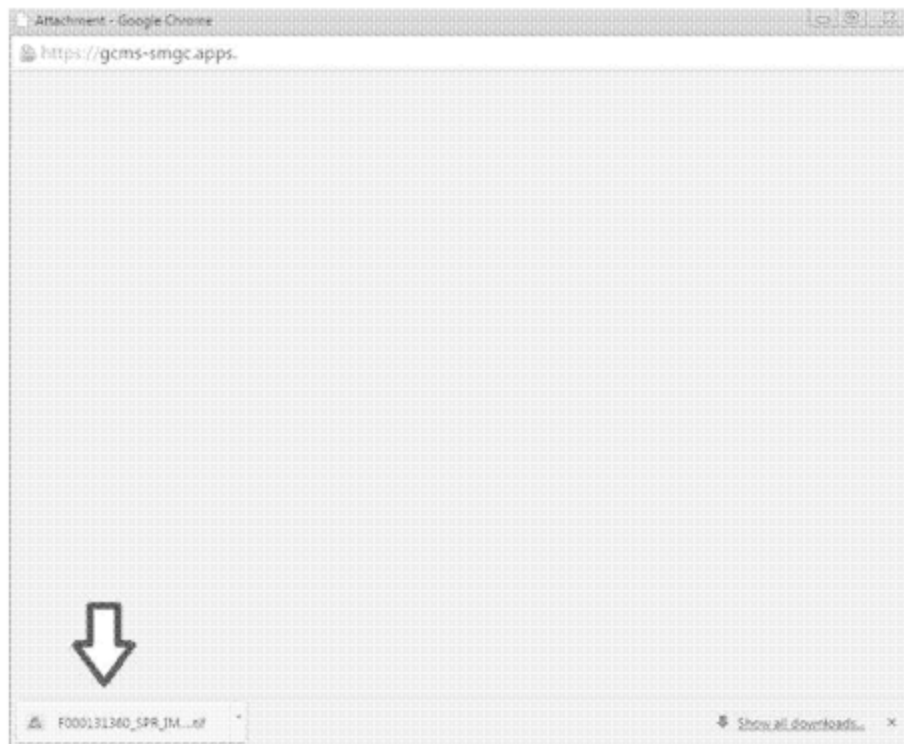 Attachment - Google Chrome
https://gcms-smgc.apps.
F000131360_SPR_IM....tif
Show all downloads...